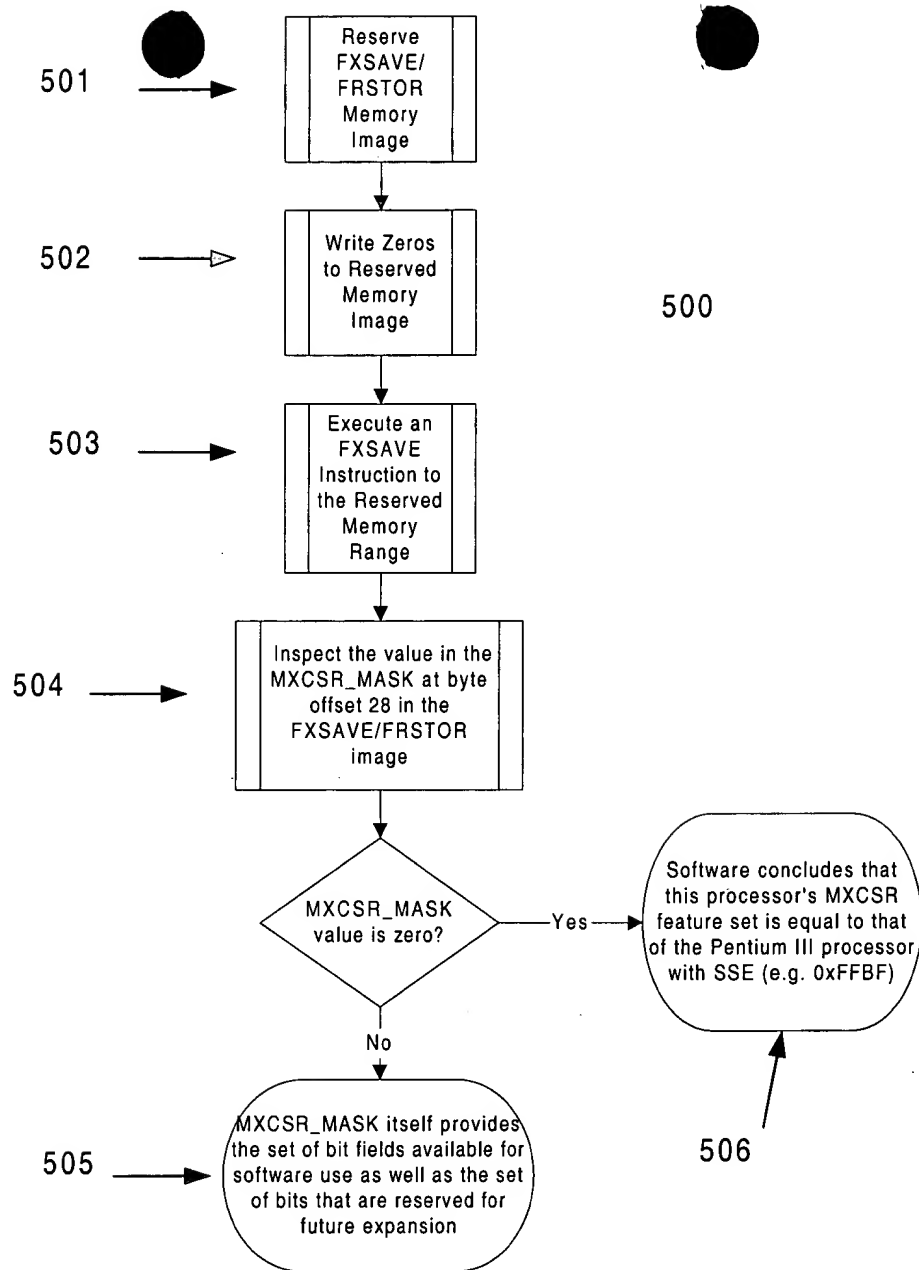 501
Reserve
FXSAVE/
FRSTOR
Memory
Image
502
Write Zeros
to Reserved
Memory
Image
500
503
Execute an
FXSAVE
Instruction to
the Reserved
Memory
Range
504
Inspect the value in the
MXCSR_MASK at byte
offset 28 in the
FXSAVE/FRSTOR
image
MXCSR_MASK
value is zero?
Yes
Software concludes that
this processor's MXCSR
feature set is equal to that
of the Pentium III processor
with SSE (e.g. 0xFFBF)
No
506
505
MXCSR_MASK itself provides
the set of bit fields available for
software use as well as the set
of bits that are reserved for
future expansion